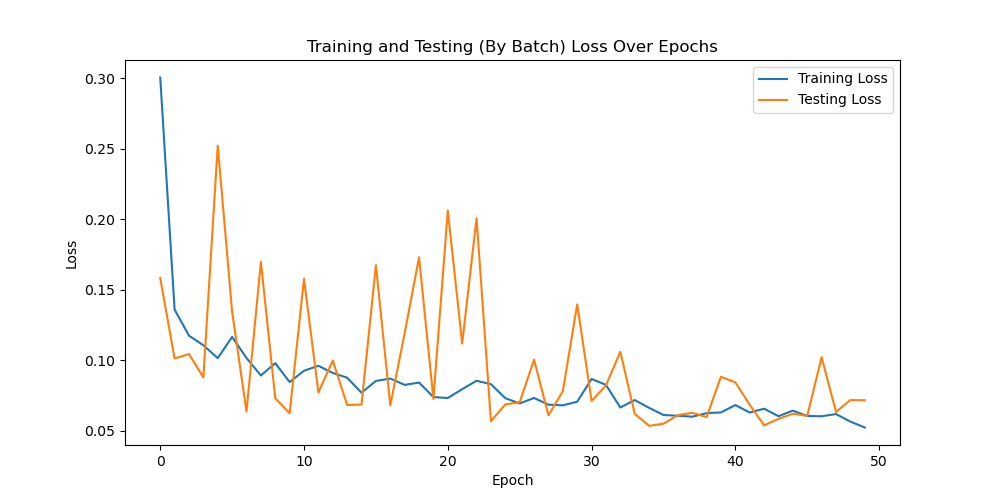 Training and Testing (By Batch) Loss Over Epochs
Training Loss
Testing Loss
0.30
0.25
0.20
0.15
0.10
0.05
Loss
0 10 20 30 40 50
Epoch